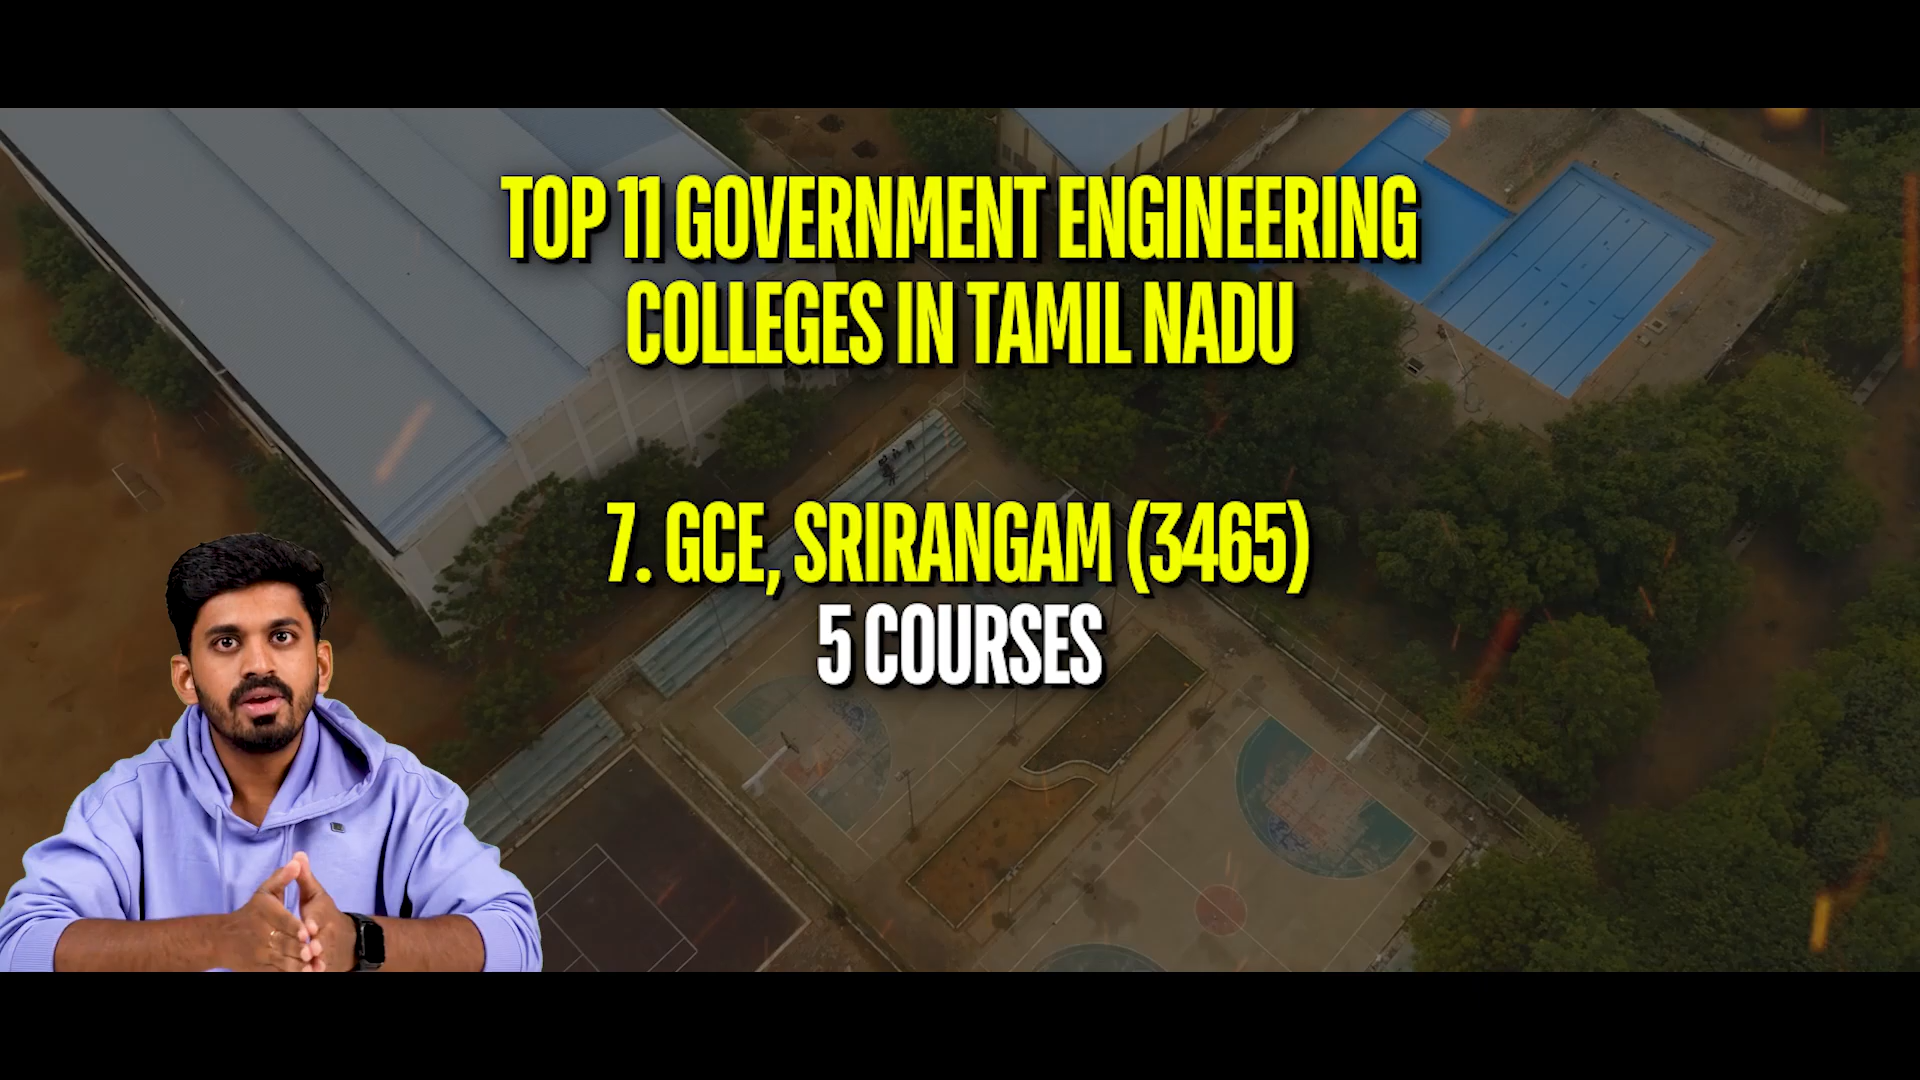 TOP 11 GOVERNMENT ENGINEERING
COLLEGES IN TAMIL NADU
7. GCE, SRIRANGAM (3465)
5 COURSES